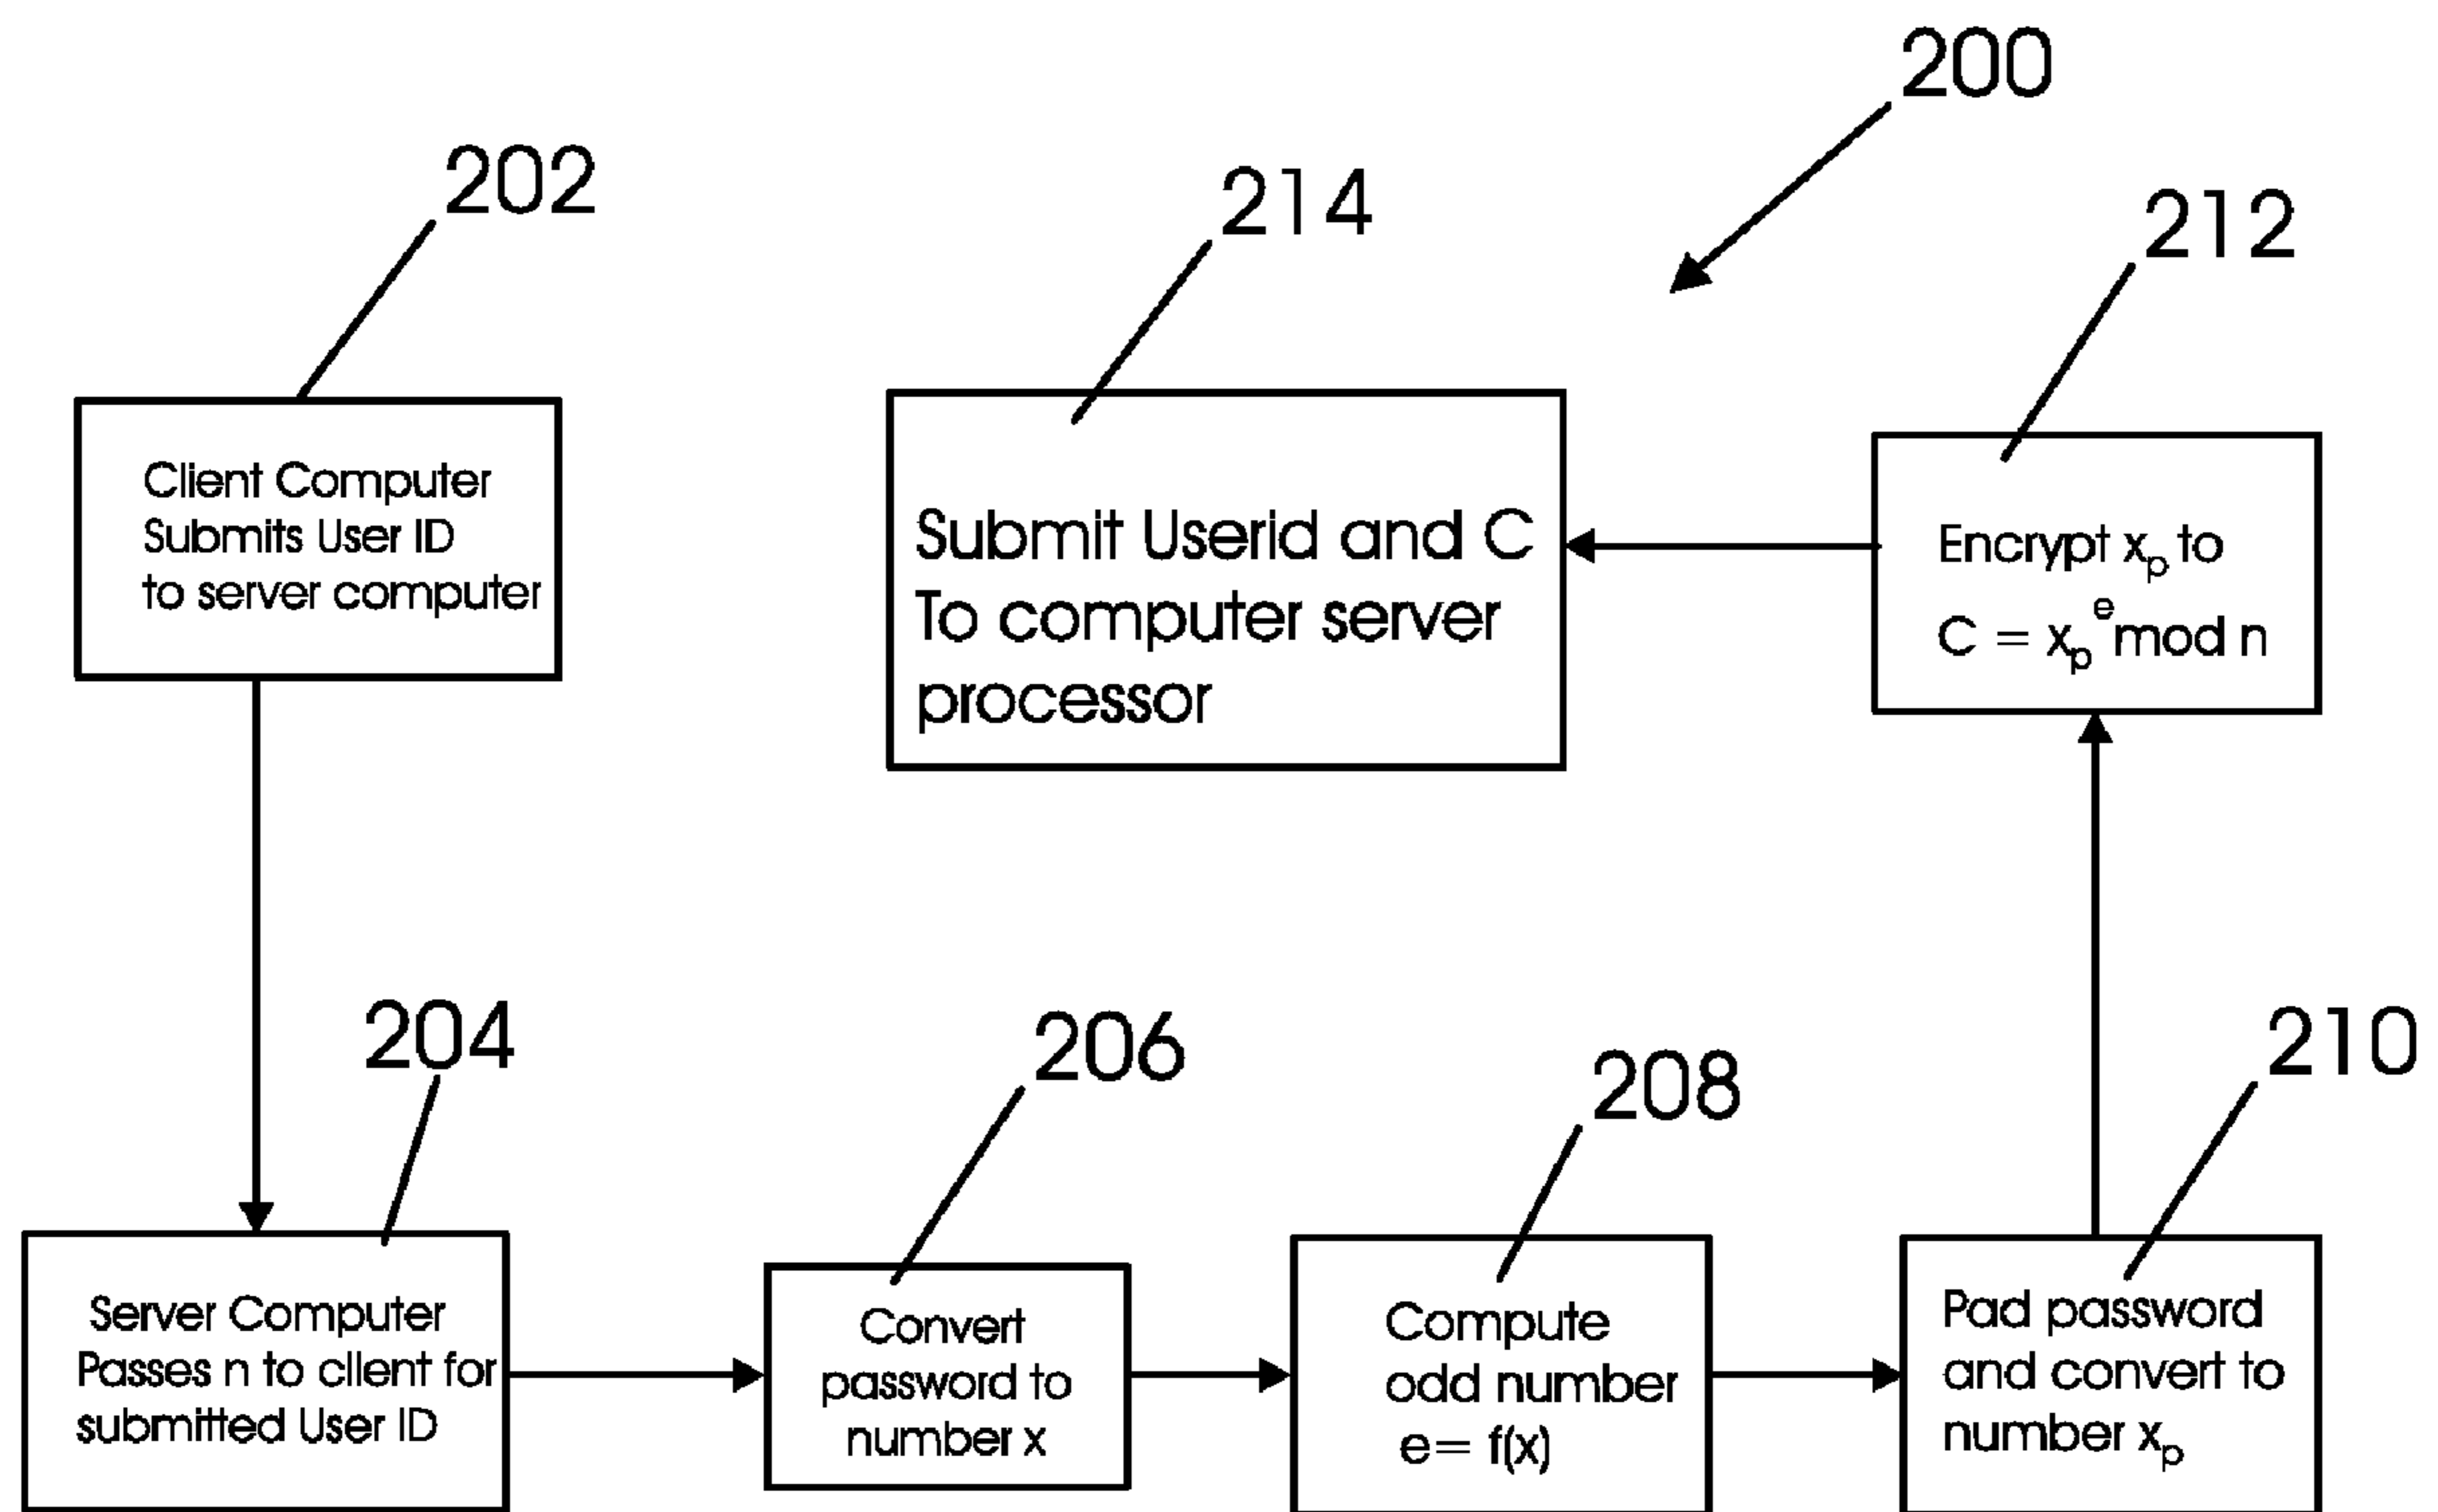 200
202
214
212
Client Computer
Submits User ID
to server computer
Submit Userid and C
To computer server
processor
Encrypt xp to
C = xp^e mod n
204
206
208
210
Server Computer
Passes n to client for
submitted User ID
Convert
password to
number x
Compute
odd number
e= f(x)
Pad password
and convert to
number xp